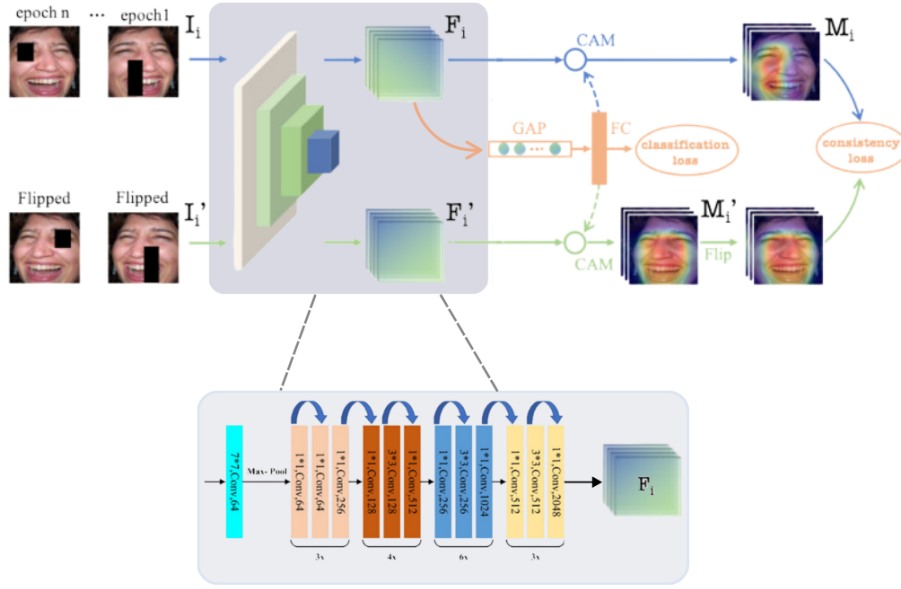 epoch n ... epoch1
I_i
F_i
CAM
M_i
GAP
FC
classification
loss
consistency
loss
Flipped
Flipped
I_i'
F_i'
CAM
M_i'
Flip
7*7,Conv,64
Max- Pool
1*1,Conv,64
1*1,Conv,64
1*1,Conv,256
1*1,Conv,128
3*3,Conv,128
1*1,Conv,512
1*1,Conv,256
3*3,Conv,256
1*1,Conv,1024
1*1,Conv,512
3*3,Conv,512
1*1,Conv,2048
F_i
3x
4x
6x
3x